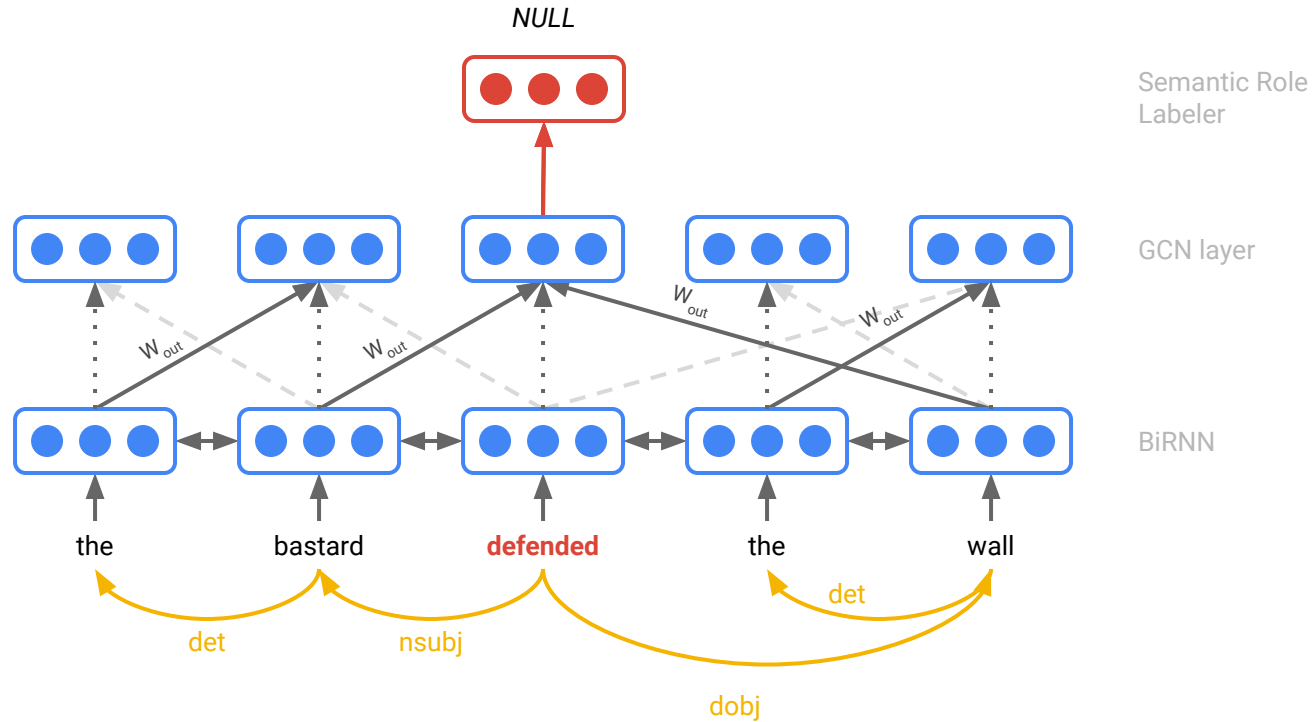 NULL
Semantic Role
Labeler
GCN layer
W out
W out
W out
W out
BiRNN
the bastard defended the wall
det nsubj det
dobj